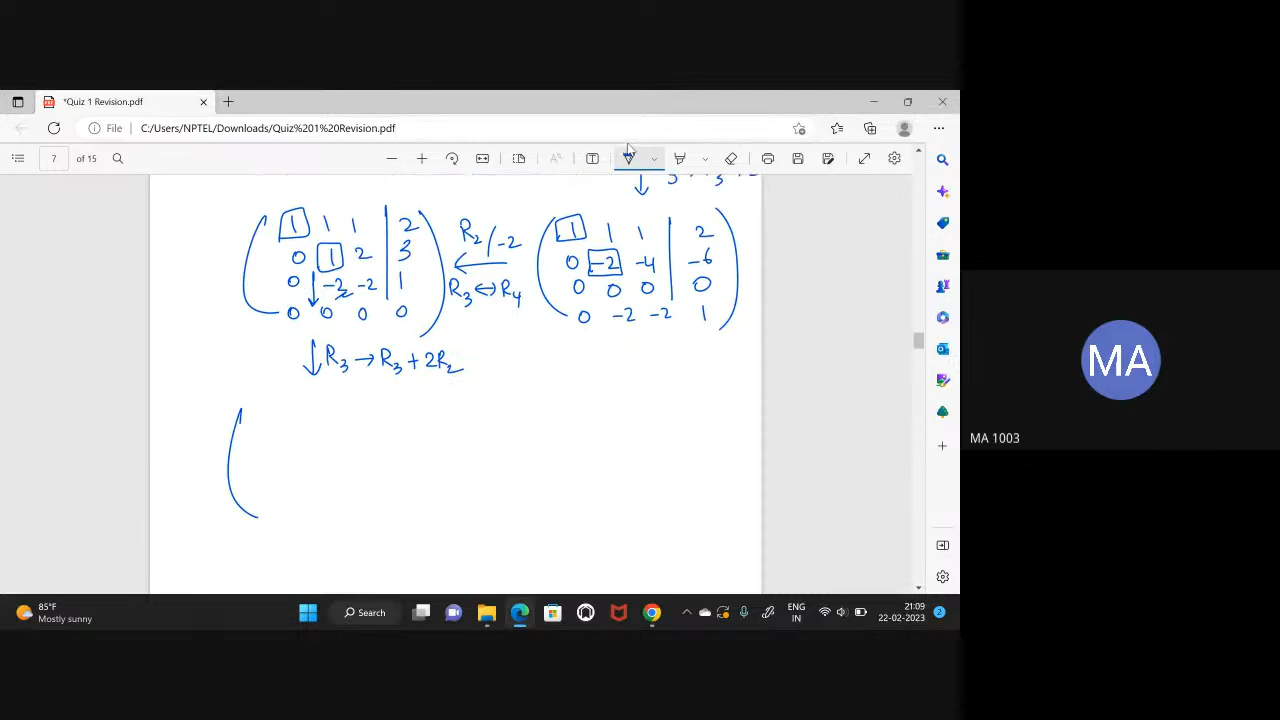 *Quiz 1 Revision.pdf
File C:/Users/NPTEL/Downloads/Quiz%201%20Revision.pdf
7 of 15
1 1 1 | 2
0 1 2 | 3
0 -2 -2 | 1
0 0 0 0
R2/-2
R3 ↔ R4
1 1 1 | 2
0 -2 -4 | -6
0 0 0 | 0
0 -2 -2 1
↓ R3 → R3 + 2R2
MA
MA 1003
85°F
Mostly sunny
Search
ENG
IN
21:09
22-02-2023
2